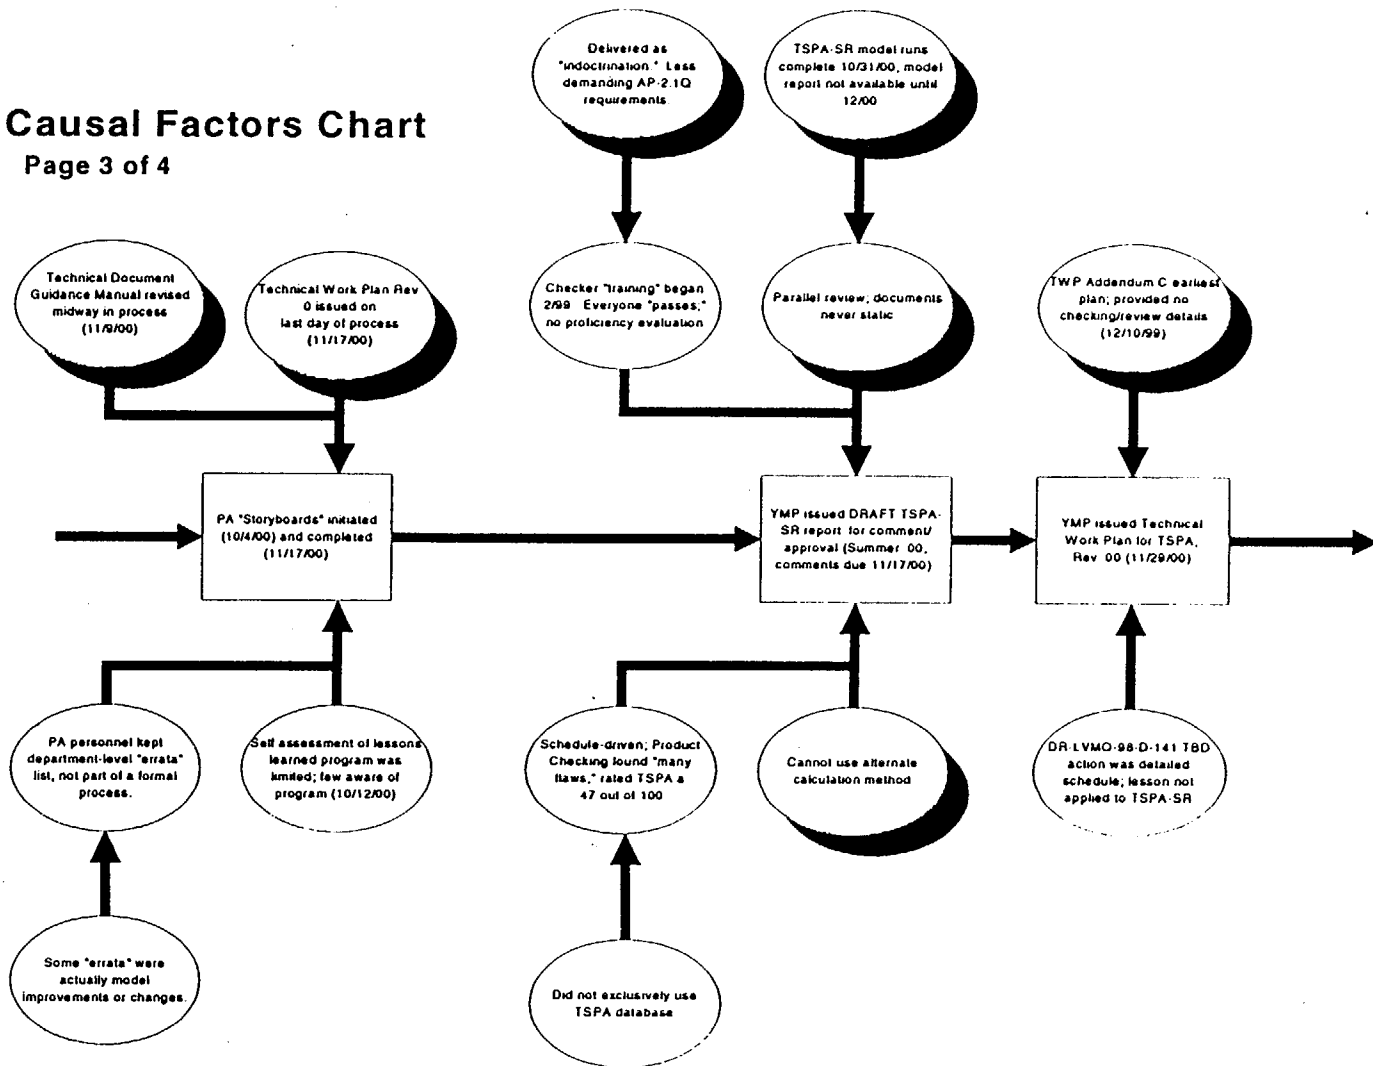 Causal Factors Chart
Page 3 of 4
Delivered as
"indoctrination." Less
demanding AP-2.1Q
requirements.
TSPA-SR model runs
complete 10/31/00, model
report not available until
12/00
Technical Document
Guidance Manual revised
midway in process
(11/9/00)
Technical Work Plan Rev
0 issued on
last day of process
(11/17/00)
Checker "training" began
2/99 Everyone "passes;"
no proficiency evaluation
Parallel review; documents
never static
TWP Addendum C earliest
plan; provided no
checking/review details
(12/10/99)
PA "Storyboards" initiated
(10/4/00) and completed
(11/17/00)
YMP issued DRAFT TSPA-
SR report for comment/
approval (Summer 00,
comments due 11/17/00)
YMP issued Technical
Work Plan for TSPA,
Rev 00 (11/29/00)
PA personnel kept
department-level "errata"
list, not part of a formal
process.
Self assessment of lessons
learned program was
limited; few aware of
program (10/12/00)
Schedule-driven; Product
Checking found "many
flaws," rated TSPA a
47 out of 100
Cannot use alternate
calculation method
DR-LVMO-98-D-141 TBD
action was detailed
schedule; lesson not
applied to TSPA-SR
Some "errata" were
actually model
improvements or changes.
Did not exclusively use
TSPA database